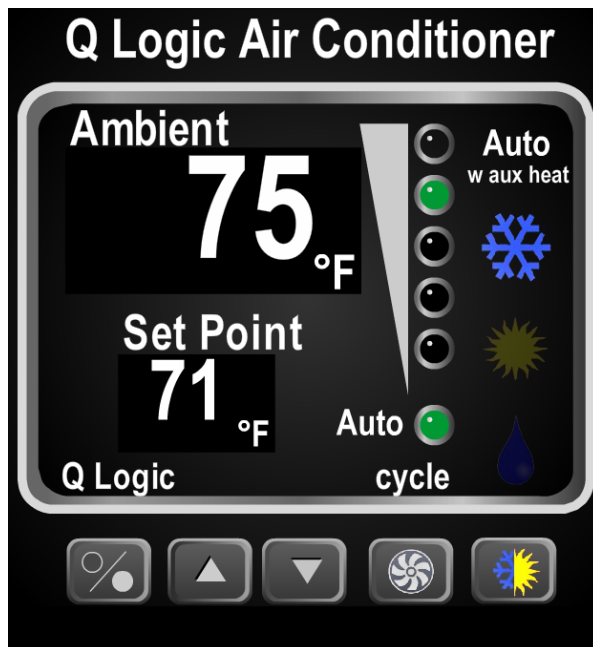 Q Logic Air Conditioner
Ambient
75 °F
Auto
w aux heat
Set Point
71 °F
Auto
Q Logic
cycle